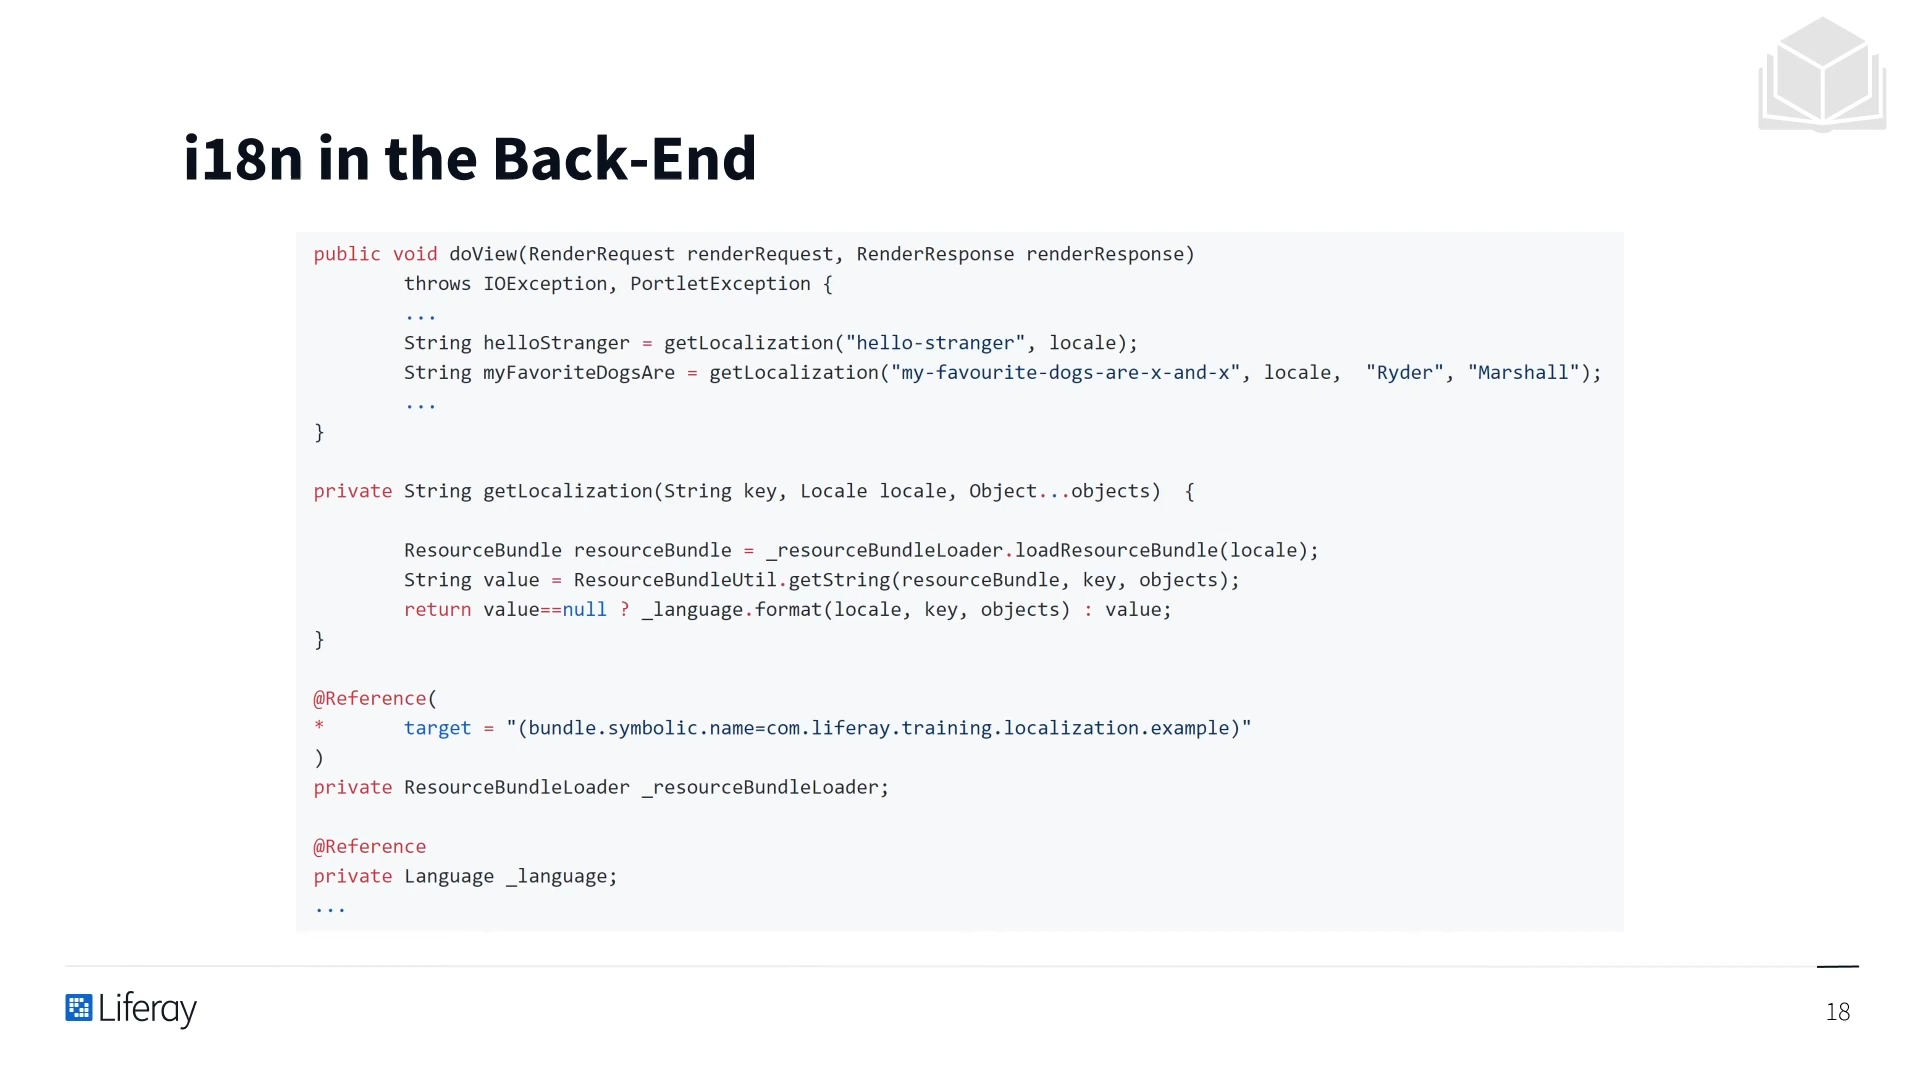 i18n in the Back-End
public void doView(RenderRequest renderRequest, RenderResponse renderResponse)
        throws IOException, PortletException {
        ...
        String helloStranger = getLocalization("hello-stranger", locale);
        String myFavoriteDogsAre = getLocalization("my-favourite-dogs-are-x-and-x", locale,  "Ryder", "Marshall");
        ...
}
private String getLocalization(String key, Locale locale, Object...objects)  {
        ResourceBundle resourceBundle = _resourceBundleLoader.loadResourceBundle(locale);
        String value = ResourceBundleUtil.getString(resourceBundle, key, objects);
        return value==null ? _language.format(locale, key, objects) : value;
}
@Reference(
*       target = "(bundle.symbolic.name=com.liferay.training.localization.example)"
)
private ResourceBundleLoader _resourceBundleLoader;
@Reference
private Language _language;
...
Liferay
18